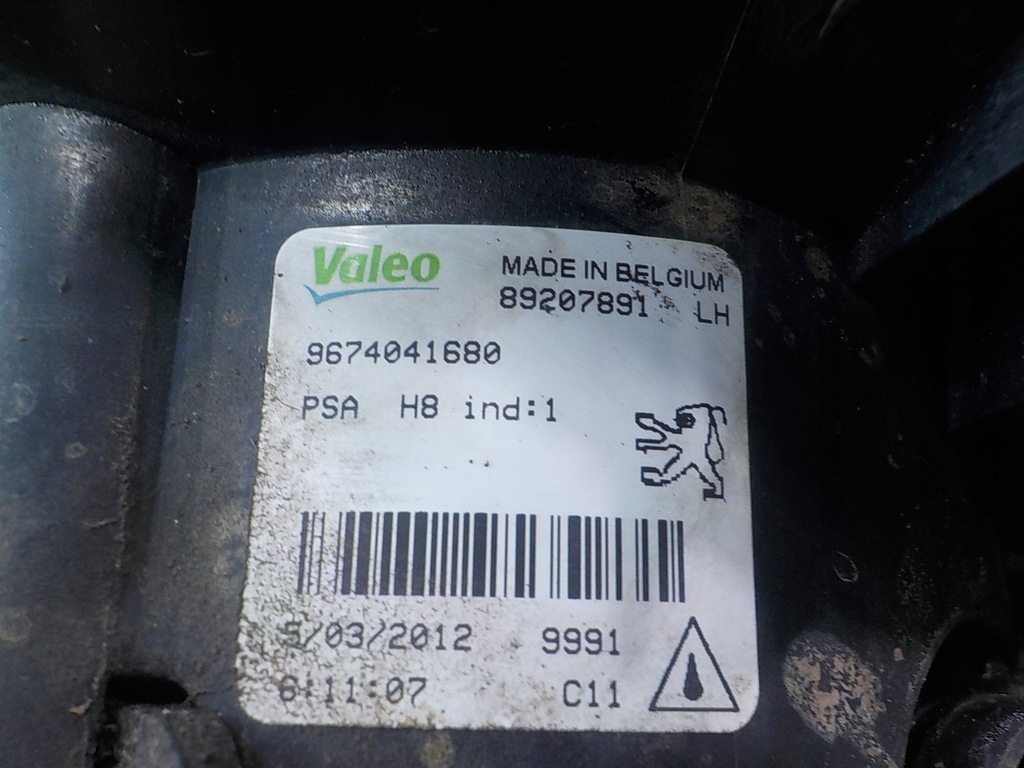 Valeo
MADE IN BELGIUM
89207891 LH
9674041680
PSA H8 ind:1
5/03/2012 9991
6:11:07 C11